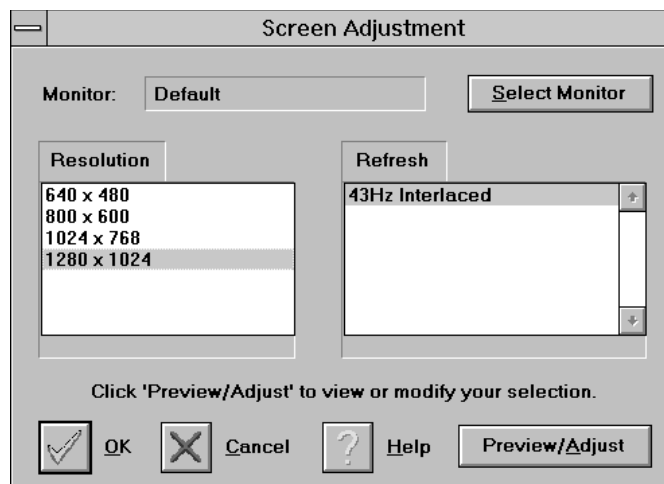 Screen Adjustment
Monitor: Default Select Monitor
Resolution Refresh
640 x 480
800 x 600
1024 x 768
1280 x 1024
43Hz Interlaced
Click 'Preview/Adjust' to view or modify your selection.
OK Cancel ? Help Preview/Adjust